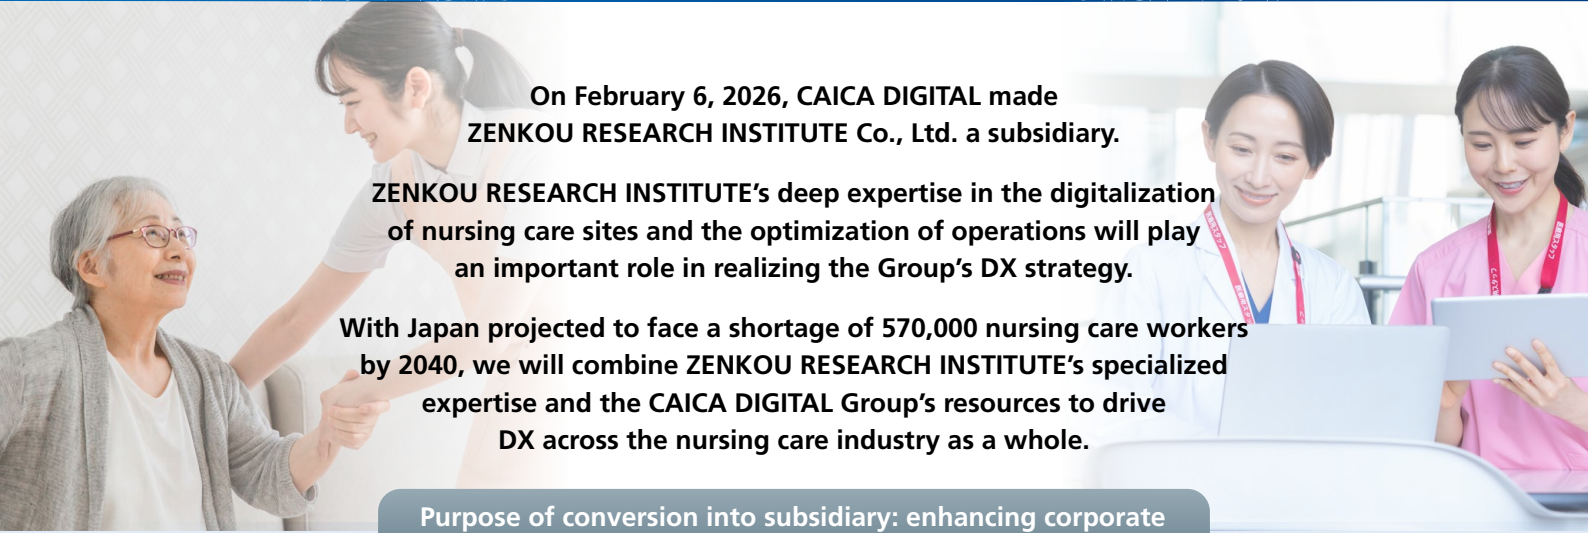 On February 6, 2026, CAICA DIGITAL made
ZENKOU RESEARCH INSTITUTE Co., Ltd. a subsidiary.
ZENKOU RESEARCH INSTITUTE’s deep expertise in the digitalization
of nursing care sites and the optimization of operations will play
an important role in realizing the Group’s DX strategy.
With Japan projected to face a shortage of 570,000 nursing care workers
by 2040, we will combine ZENKOU RESEARCH INSTITUTE’s specialized
expertise and the CAICA DIGITAL Group’s resources to drive
DX across the nursing care industry as a whole.
Purpose of conversion into subsidiary: enhancing corporate